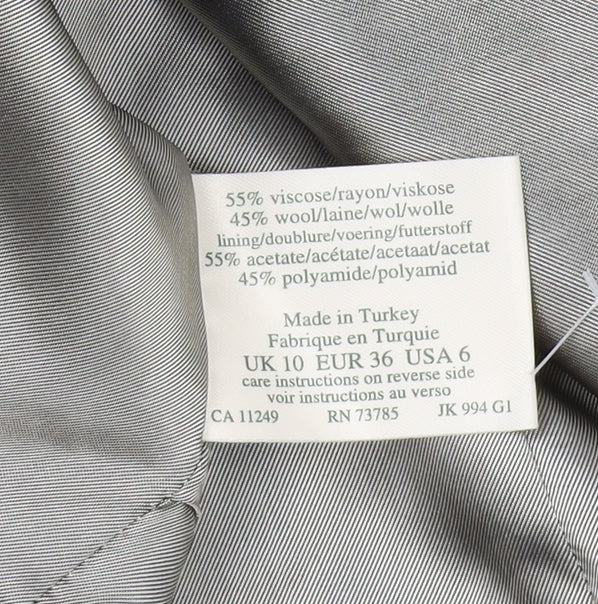 55% viscose/rayon/viskose
45% wool/laine/wol/wolle
lining/doublure/voering/futterstoff
55% acetate/acétate/acetaat/acetat
45% polyamide/polyamid
Made in Turkey
Fabrique en Turquie
UK 10 EUR 36 USA 6
care instructions on reverse side
voir instructions au verso
CA 11249 RN 73785 JK 994 G1